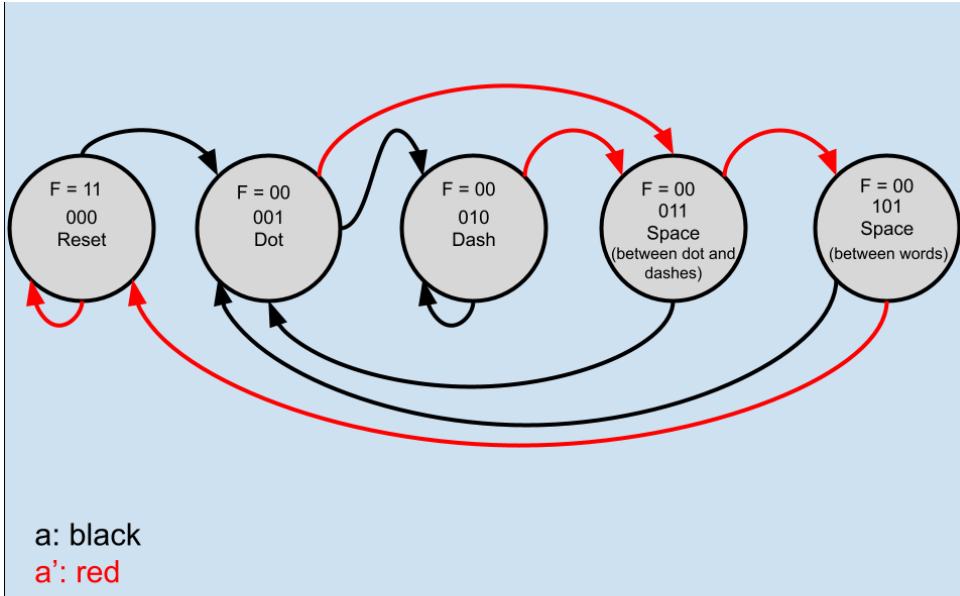 F = 11
000
Reset
F = 00
001
Dot
F = 00
010
Dash
F = 00
011
Space
(between dot and
dashes)
F = 00
101
Space
(between words)
a: black
a’: red